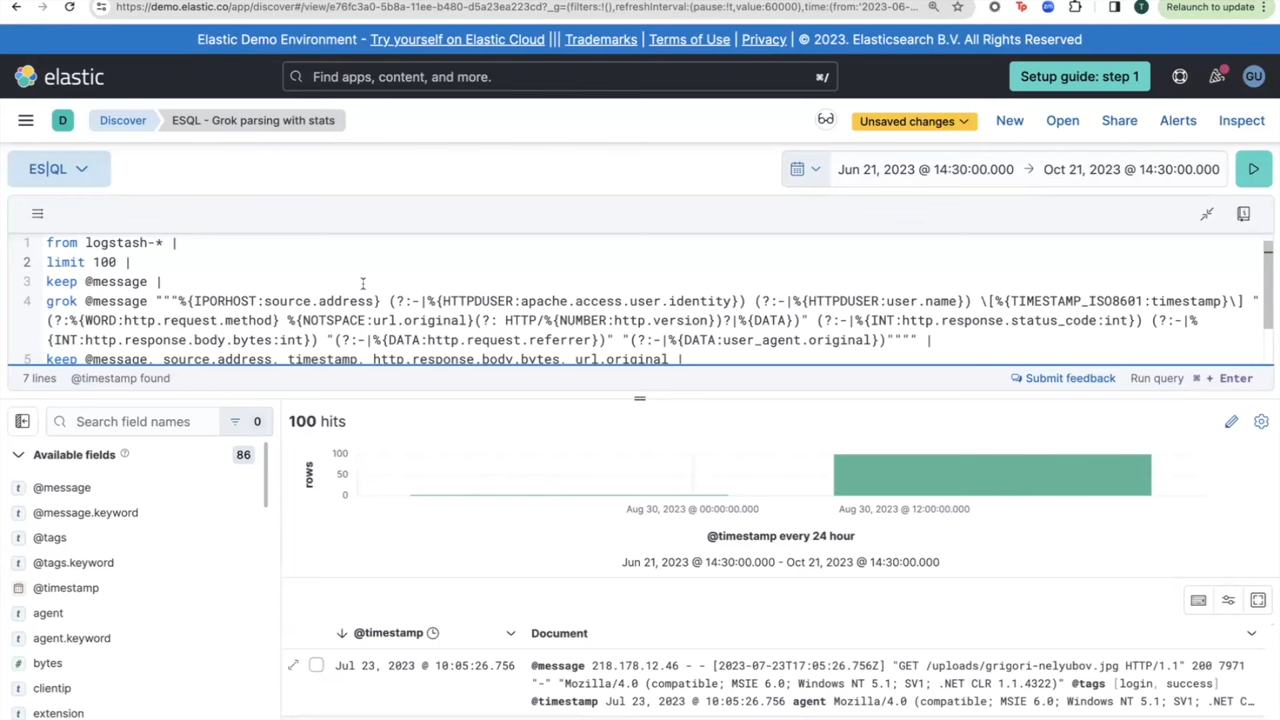 https://demo.elastic.co/app/discover#/view/e76fc3a0-5b8a-11ee-b480-d5a23ea223cd?_g=(filters:!(),refreshInterval:(pause:!t,value:60000),time:(from:'2023-06-…
Relaunch to update
Elastic Demo Environment - Try yourself on Elastic Cloud ||| Trademarks | Terms of Use | Privacy | © 2023. Elasticsearch B.V. All Rights Reserved
elastic
Find apps, content, and more.
⌘/
Setup guide: step 1
GU
D
Discover
ESQL - Grok parsing with stats
Unsaved changes
New
Open
Share
Alerts
Inspect
ES|QL
Jun 21, 2023 @ 14:30:00.000 → Oct 21, 2023 @ 14:30:00.000
1 from logstash-* |
2 limit 100 |
3 keep @message |
4 grok @message """%{IPORHOST:source.address} (?:-|%{HTTPDUSER:apache.access.user.identity}) (?:-|%{HTTPDUSER:user.name}) \[%{TIMESTAMP_ISO8601:timestamp}\] "
(?:%{WORD:http.request.method} %{NOTSPACE:url.original}(?: HTTP/%{NUMBER:http.version})?|%{DATA})" (?:-|%{INT:http.response.status_code:int}) (?:-|%
{INT:http.response.body.bytes:int}) "(?:-|%{DATA:http.request.referrer})" "(?:-|%{DATA:user_agent.original})"""" |
5 keep @message, source.address, timestamp, http.response.body.bytes, url.original |
7 lines
@timestamp found
Submit feedback
Run query ⌘ + Enter
Search field names
0
100 hits
Available fields
86
@message
@message.keyword
@tags
@tags.keyword
@timestamp
agent
agent.keyword
bytes
clientip
extension
rows
100
50
0
Aug 30, 2023 @ 00:00:00.000
Aug 30, 2023 @ 12:00:00.000
@timestamp every 24 hour
Jun 21, 2023 @ 14:30:00.000 - Oct 21, 2023 @ 14:30:00.000
@timestamp
Document
Jul 23, 2023 @ 10:05:26.756
@message 218.178.12.46 - - [2023-07-23T17:05:26.756Z] "GET /uploads/grigori-nelyubov.jpg HTTP/1.1" 200 7971
"-" "Mozilla/4.0 (compatible; MSIE 6.0; Windows NT 5.1; SV1; .NET CLR 1.1.4322)" @tags [login, success]
@timestamp Jul 23, 2023 @ 10:05:26.756 agent Mozilla/4.0 (compatible; MSIE 6.0; Windows NT 5.1; SV1; .NET C…